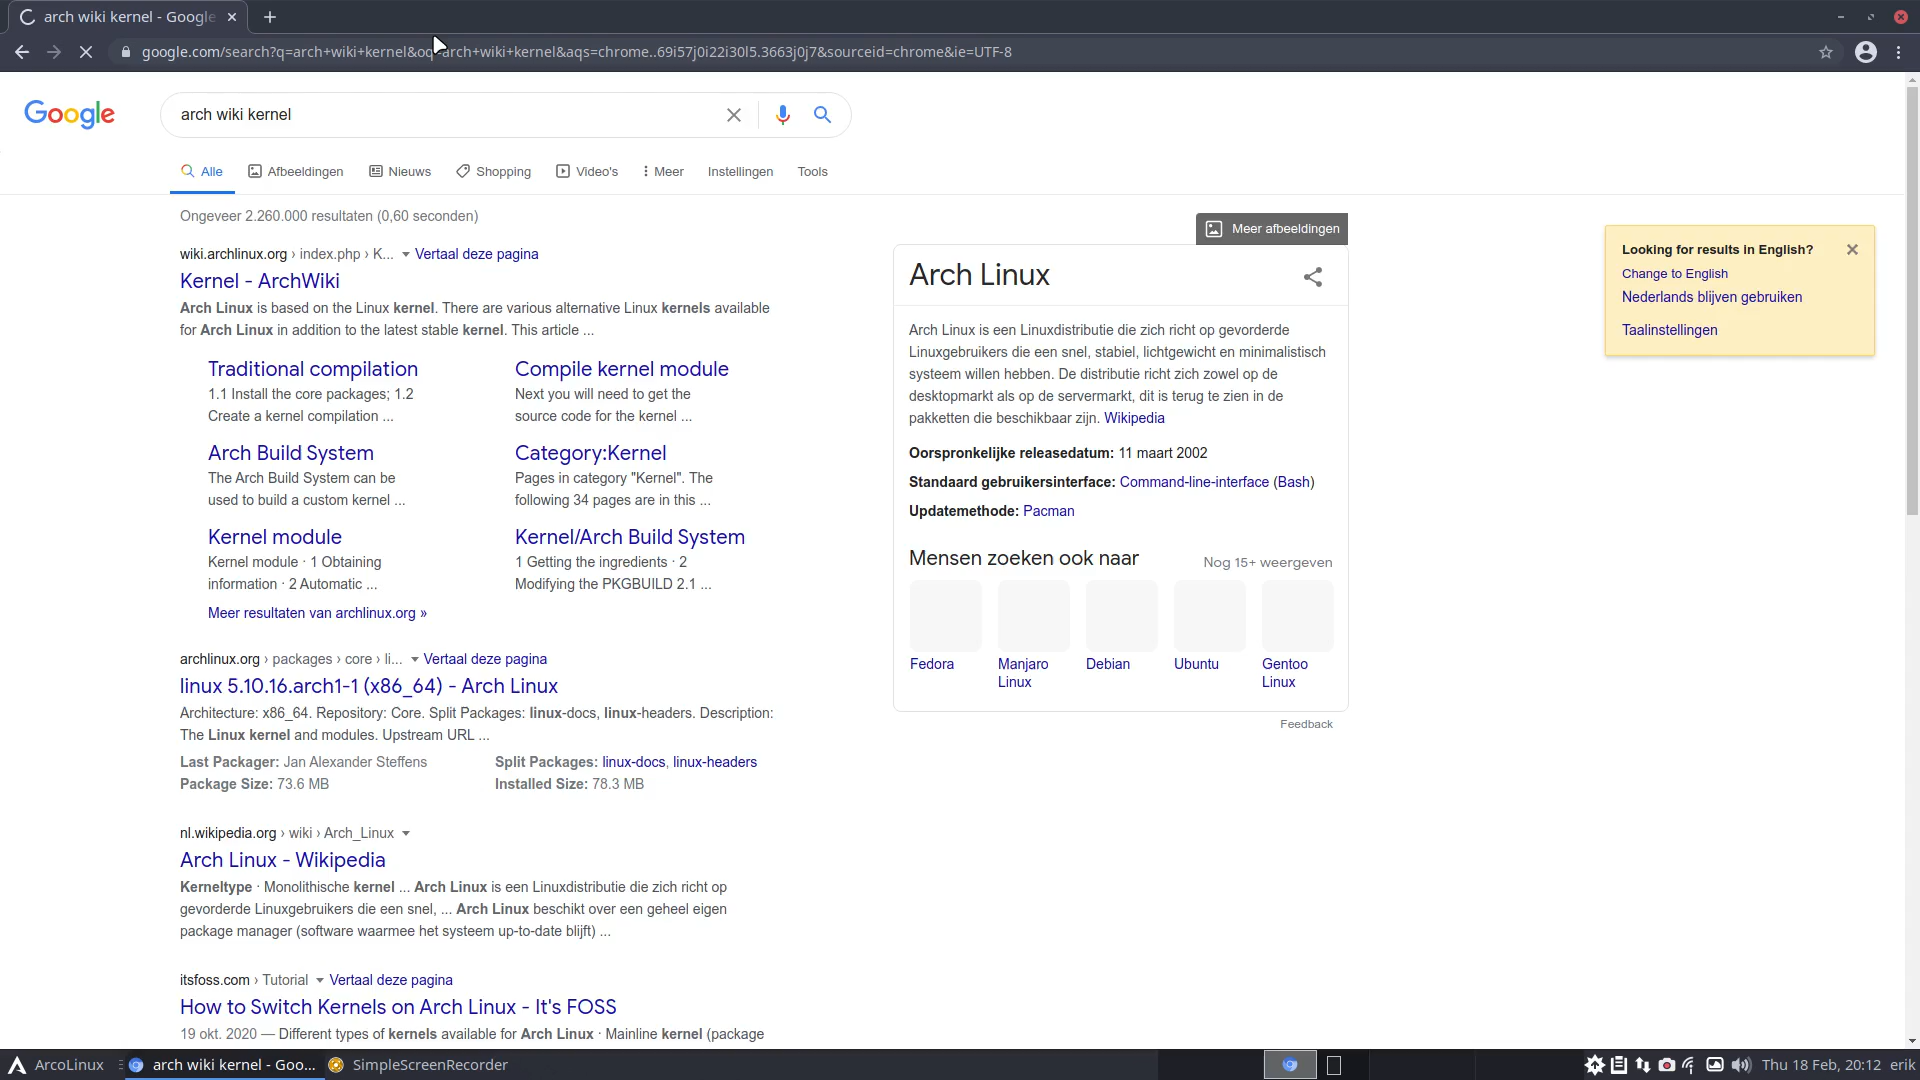 arch wiki kernel - Google
google.com/search?q=arch+wiki+kernel&oq=arch+wiki+kernel&aqs=chrome..69i57j0i22i30l5.3663j0j7&sourceid=chrome&ie=UTF-8
Google
arch wiki kernel
Alle Afbeeldingen Nieuws Shopping Video's Meer Instellingen Tools
Ongeveer 2.260.000 resultaten (0,60 seconden)
wiki.archlinux.org › index.php › K... Vertaal deze pagina
Kernel - ArchWiki
Arch Linux is based on the Linux kernel. There are various alternative Linux kernels available
for Arch Linux in addition to the latest stable kernel. This article ...
Traditional compilation
1.1 Install the core packages; 1.2
Create a kernel compilation ...
Compile kernel module
Next you will need to get the
source code for the kernel ...
Arch Build System
The Arch Build System can be
used to build a custom kernel ...
Category:Kernel
Pages in category "Kernel". The
following 34 pages are in this ...
Kernel module
Kernel module · 1 Obtaining
information · 2 Automatic ...
Kernel/Arch Build System
1 Getting the ingredients · 2
Modifying the PKGBUILD 2.1 ...
Meer resultaten van archlinux.org »
archlinux.org › packages › core › li... Vertaal deze pagina
linux 5.10.16.arch1-1 (x86_64) - Arch Linux
Architecture: x86_64. Repository: Core. Split Packages: linux-docs, linux-headers. Description:
The Linux kernel and modules. Upstream URL ...
Last Packager: Jan Alexander Steffens
Split Packages: linux-docs, linux-headers
Package Size: 73.6 MB
Installed Size: 78.3 MB
nl.wikipedia.org › wiki › Arch_Linux
Arch Linux - Wikipedia
Kerneltype · Monolithische kernel ... Arch Linux is een Linuxdistributie die zich richt op
gevorderde Linuxgebruikers die een snel, ... Arch Linux beschikt over een geheel eigen
package manager (software waarmee het systeem up-to-date blijft) ...
itsfoss.com › Tutorial Vertaal deze pagina
How to Switch Kernels on Arch Linux - It's FOSS
19 okt. 2020 — Different types of kernels available for Arch Linux · Mainline kernel (package
Meer afbeeldingen
Arch Linux
Arch Linux is een Linuxdistributie die zich richt op gevorderde
Linuxgebruikers die een snel, stabiel, lichtgewicht en minimalistisch
systeem willen hebben. De distributie richt zich zowel op de
desktopmarkt als op de servermarkt, dit is terug te zien in de
pakketten die beschikbaar zijn. Wikipedia
Oorspronkelijke releasedatum: 11 maart 2002
Standaard gebruikersinterface: Command-line-interface (Bash)
Updatemethode: Pacman
Mensen zoeken ook naar
Nog 15+ weergeven
Fedora
Manjaro
Linux
Debian
Ubuntu
Gentoo
Linux
Feedback
Looking for results in English?
Change to English
Nederlands blijven gebruiken
Taalinstellingen
ArcoLinux
arch wiki kernel - Goo...
SimpleScreenRecorder
Thu 18 Feb, 20:12 erik